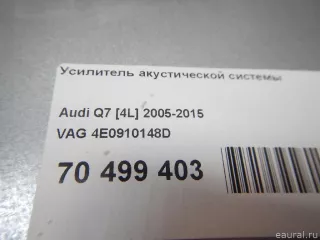 Усилитель акустической системы
Audi Q7 [4L] 2005-2015
VAG 4E0910148D
70 499 403
eaural.ru